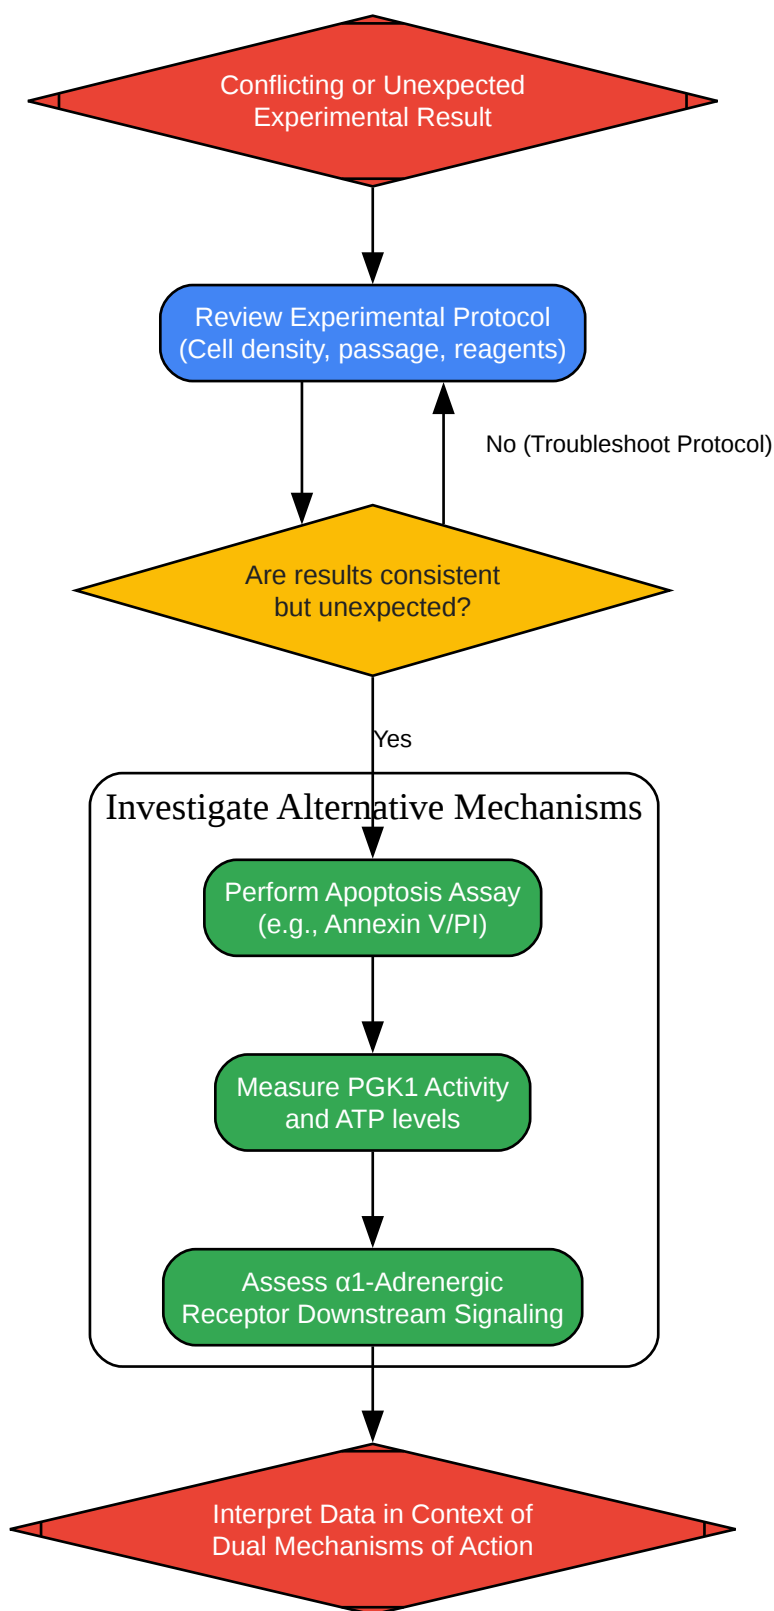 Conflicting or Unexpected
Experimental Result
Review Experimental Protocol
(Cell density, passage, reagents)
No (Troubleshoot Protocol)
Are results consistent
but unexpected?
Yes
Investigate Alternative Mechanisms
Perform Apoptosis Assay
(e.g., Annexin V/PI)
Measure PGK1 Activity
and ATP levels
Assess α1-Adrenergic
Receptor Downstream Signaling
Interpret Data in Context of
Dual Mechanisms of Action